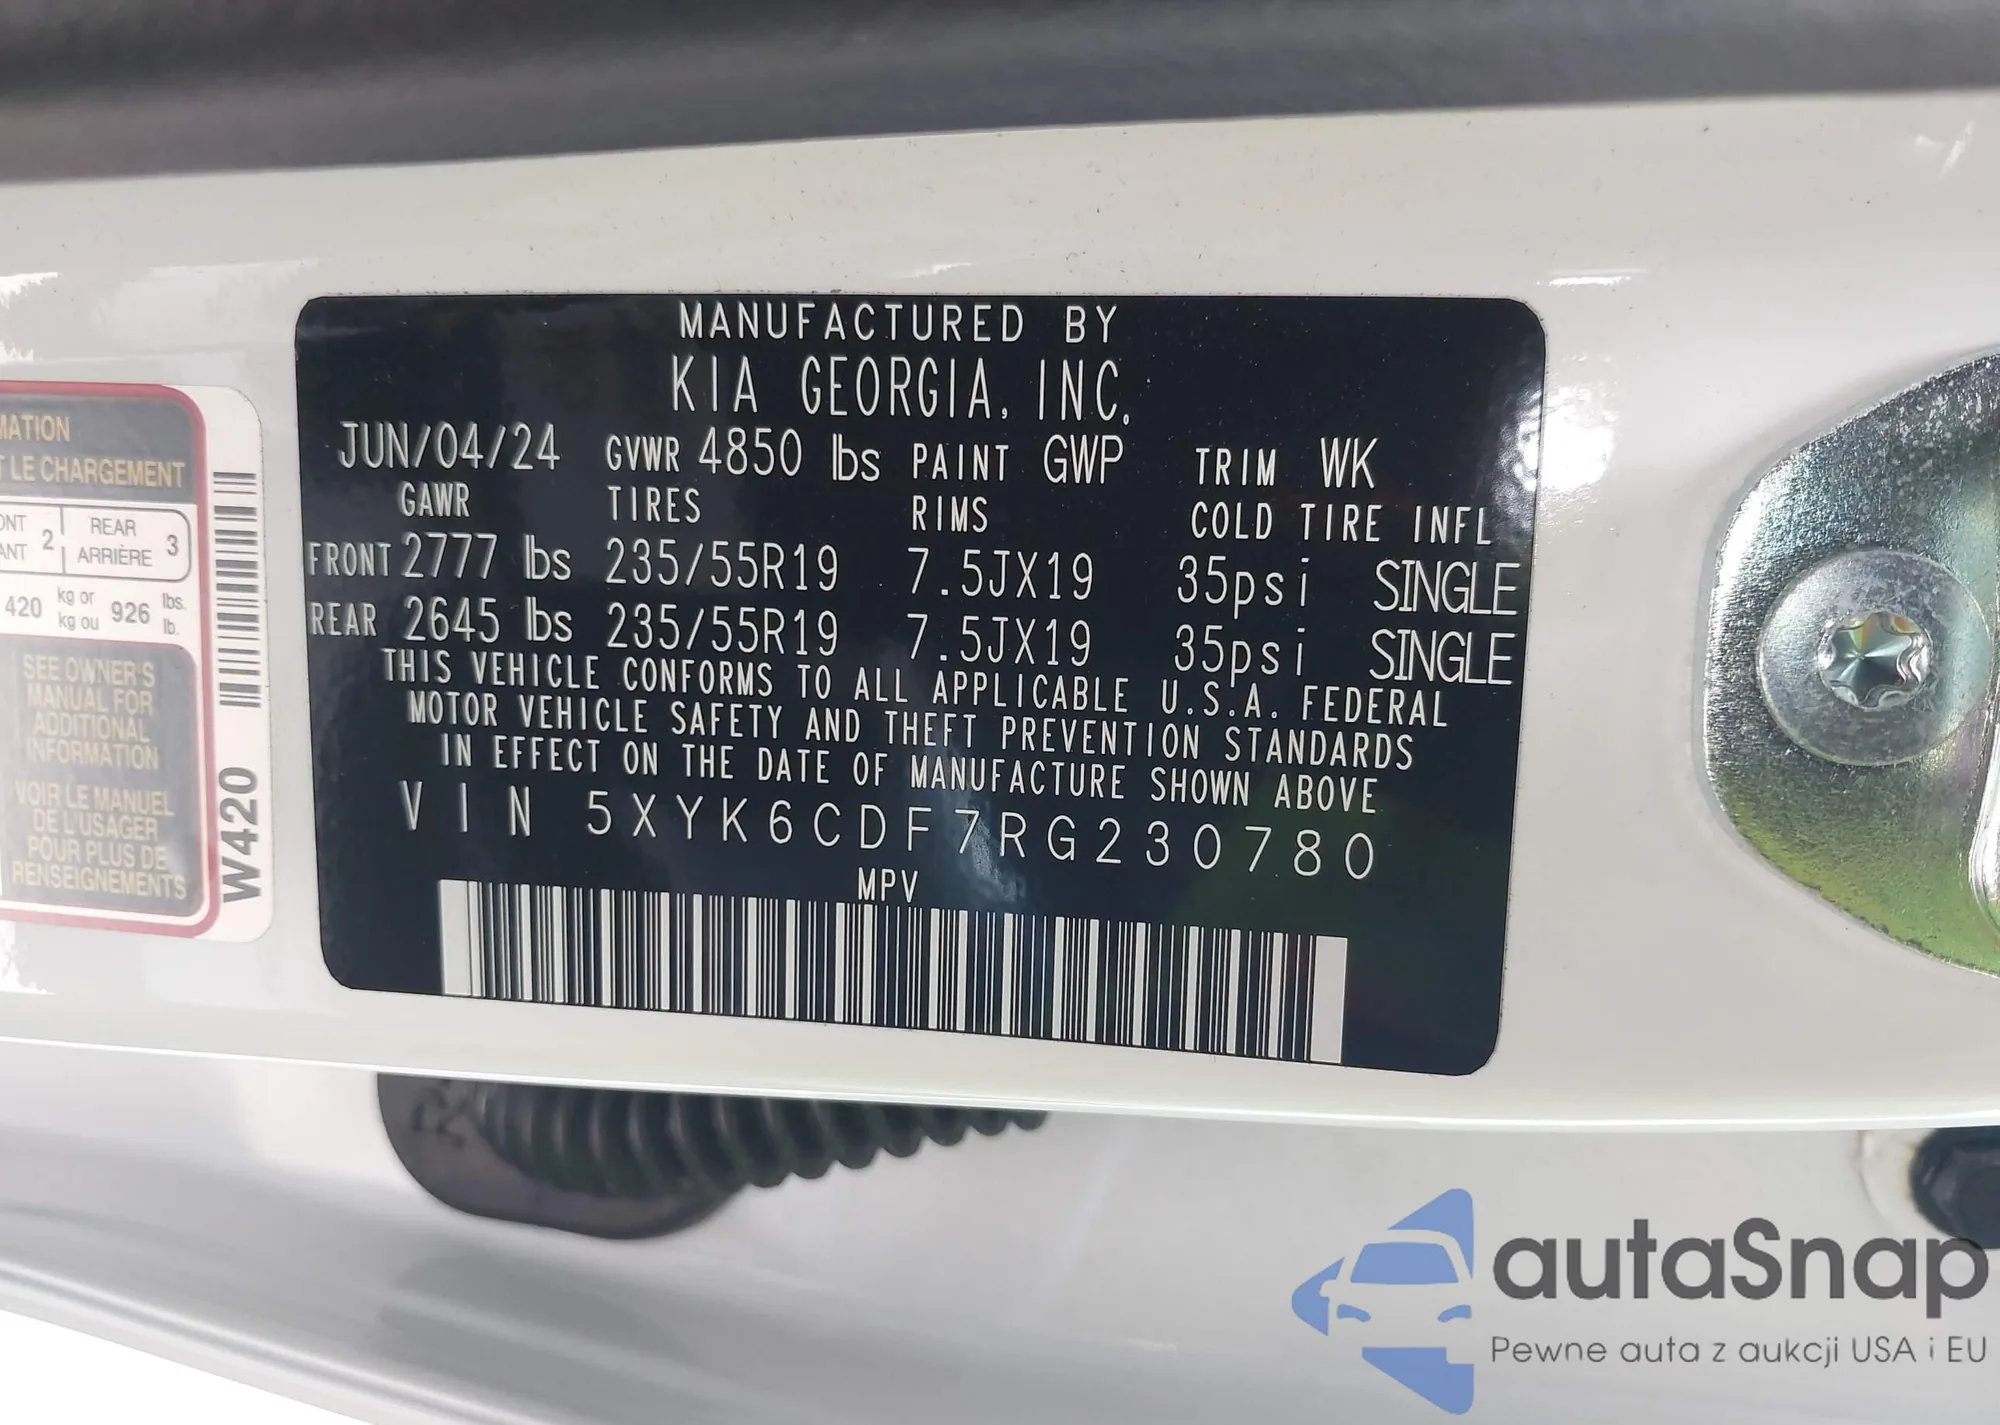 MANUFACTURED BY
KIA GEORGIA, INC.
JUN/04/24 GVWR 4850 lbs PAINT GWP TRIM WK
GAWR TIRES RIMS COLD TIRE INFL
FRONT 2777 lbs 235/55R19 7.5JX19 35psi SINGLE
REAR 2645 lbs 235/55R19 7.5JX19 35psi SINGLE
THIS VEHICLE CONFORMS TO ALL APPLICABLE U.S.A. FEDERAL
MOTOR VEHICLE SAFETY AND THEFT PREVENTION STANDARDS
IN EFFECT ON THE DATE OF MANUFACTURE SHOWN ABOVE
VIN 5XYK6CDF7RG230780
MPV
LE CHARGEMENT
2 REAR 3
ARRIÈRE
420 kg or 926 lbs.
kg ou lb.
SEE OWNER'S
MANUAL FOR
ADDITIONAL
INFORMATION
VOIR LE MANUEL
DE L'USAGER
POUR PLUS DE
RENSEIGNEMENTS
W420
autaSnap
Pewne auta z aukcji USA i EU